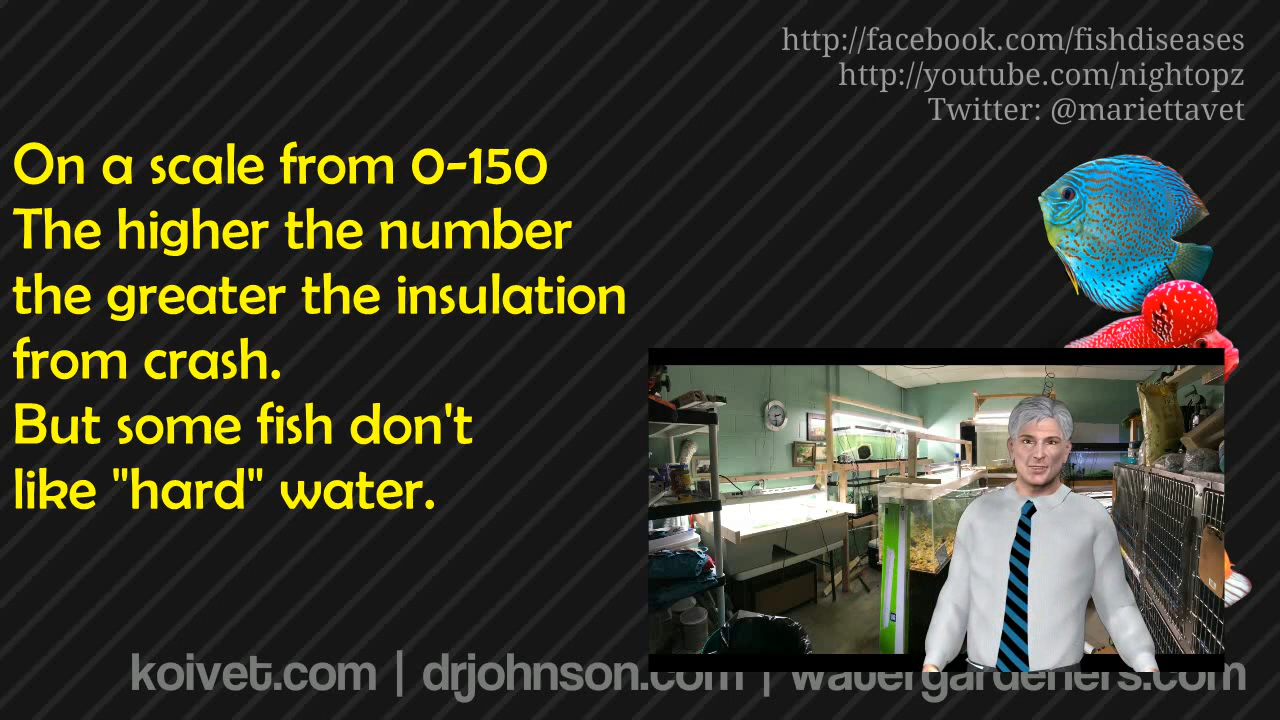 http://facebook.com/fishdiseases
http://youtube.com/nightopz
Twitter: @mariettavet
On a scale from 0-150
The higher the number
the greater the insulation
from crash.
But some fish don't
like "hard" water.
koivet.com | drjohnson.com | watergardeners.com